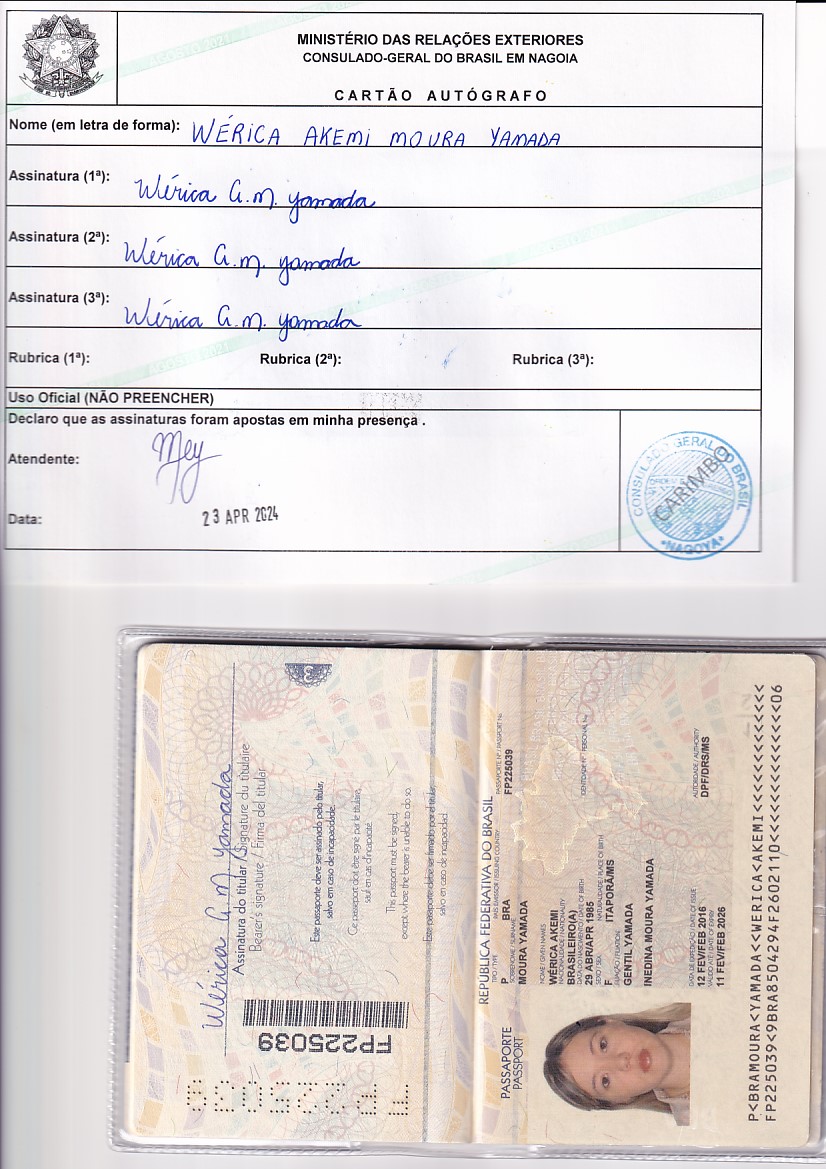 MINISTÉRIO DAS RELAÇÕES EXTERIORES
CONSULADO-GERAL DO BRASIL EM NAGOIA
CARTÃO AUTÓGRAFO
Nome (em letra de forma): WÉRICA AKEMI MOURA YAMADA
Assinatura (1ª): Wérica A.M. Yamada
Assinatura (2ª): Wérica A.M. Yamada
Assinatura (3ª): Wérica A.M. Yamada
Rubrica (1ª): Rubrica (2ª): Rubrica (3ª):
Uso Oficial (NÃO PREENCHER)
Declaro que as assinaturas foram apostas em minha presença .
Atendente: Mey
Data: 23 APR 2024
CONSULADO GERAL DO BRASIL
CARIMBO
NAGOYA
Wérica A. M. Yamada
Assinatura do titular / Signature du titulaire
Bearer's signature / Firma del titular
Este passaporte deve ser assinado pelo titular,
salvo em caso de incapacidade.
Ce passeport doit être signé par le titulaire,
sauf en cas d'incapacité
This passport must be signed,
except where the bearer is unable to do so.
Este pasaporte debe ser firmado por el titular,
salvo en caso de incapacidad.
3
FP225039
FP225039
REPÚBLICA FEDERATIVA DO BRASIL
PASSAPORTE
PASSPORT
TIPO / TYPE PAÍS EMISSOR / ISSUING COUNTRY PASSAPORTE Nº / PASSPORT No.
P BRA FP225039
SOBRENOME / SURNAME
MOURA YAMADA
NOME / GIVEN NAMES
WÉRICA AKEMI
NACIONALIDADE / NATIONALITY
BRASILEIRO(A)
DATA DO NASCIMENTO / DATE OF BIRTH IDENTIDADE Nº / PERSONAL No.
29 ABR/APR 1985
SEXO / SEX NATURALIDADE / PLACE OF BIRTH
F ITAPORÃ/MS
FILIAÇÃO / FILIATION
GENTIL YAMADA
INEDINA MOURA YAMADA
DATA DE EXPEDIÇÃO / DATE OF ISSUE AUTORIDADE / AUTHORITY
12 FEV/FEB 2016 DPF/DRS/MS
VÁLIDO ATÉ / DATE OF EXPIRY
11 FEV/FEB 2026
P<BRAMOURA<YAMADA<<WERICA<AKEMI<<<<<<<<<<<<<
FP225039<9BRA8504294F2602110<<<<<<<<<<<<<<06